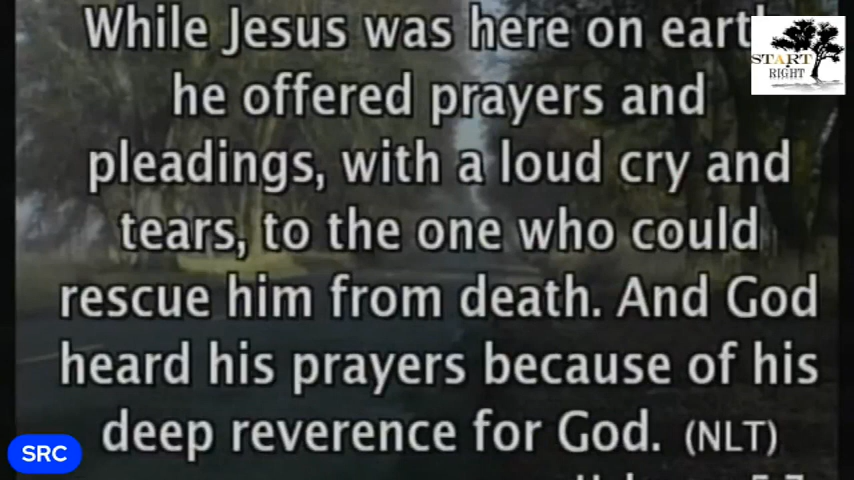 While Jesus was here on earth
he offered prayers and
pleadings, with a loud cry and
tears, to the one who could
rescue him from death. And God
heard his prayers because of his
deep reverence for God. (NLT)
START
RIGHT
SRC